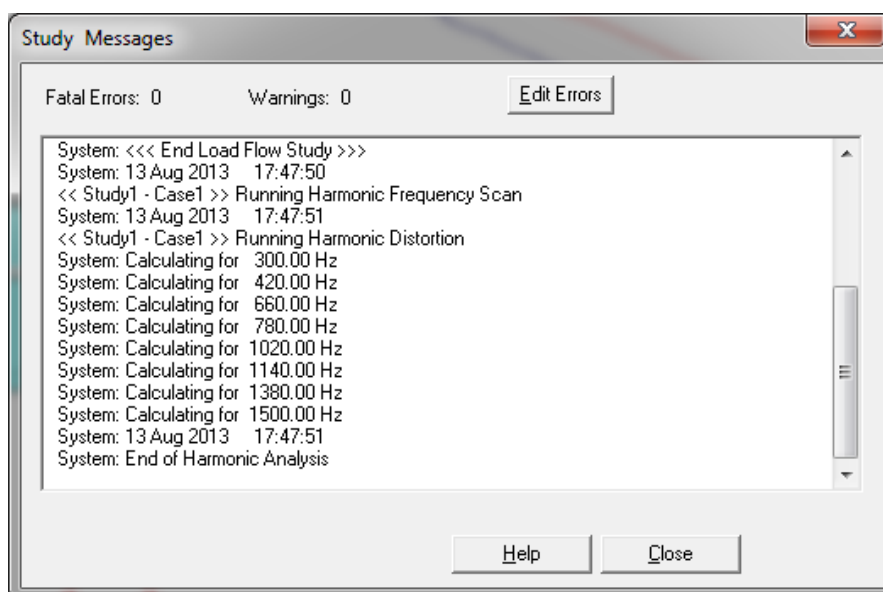 Study Messages
Fatal Errors: 0 Warnings: 0 Edit Errors
System: <<< End Load Flow Study >>>
System: 13 Aug 2013 17:47:50
<< Study1 - Case1 >> Running Harmonic Frequency Scan
System: 13 Aug 2013 17:47:51
<< Study1 - Case1 >> Running Harmonic Distortion
System: Calculating for 300.00 Hz
System: Calculating for 420.00 Hz
System: Calculating for 660.00 Hz
System: Calculating for 780.00 Hz
System: Calculating for 1020.00 Hz
System: Calculating for 1140.00 Hz
System: Calculating for 1380.00 Hz
System: Calculating for 1500.00 Hz
System: 13 Aug 2013 17:47:51
System: End of Harmonic Analysis
Help Close